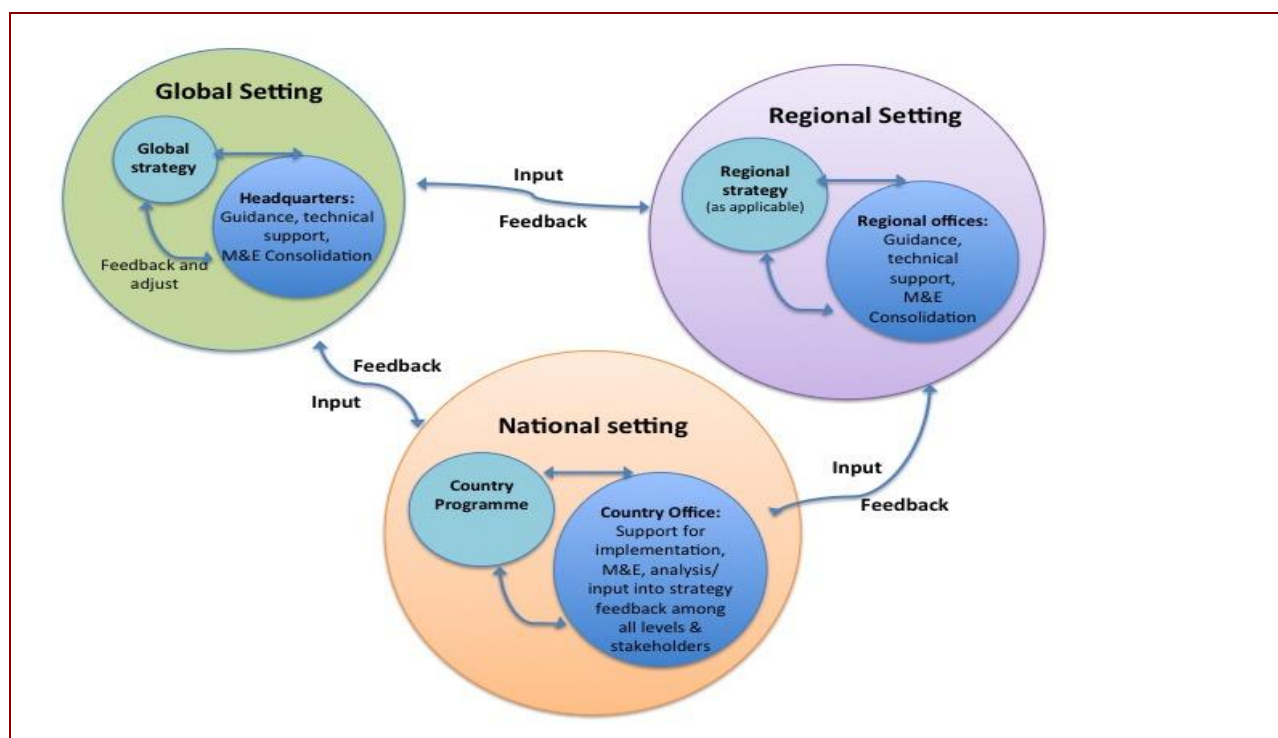 Global Setting
Global
strategy
Headquarters:
Guidance, technical
support,
M&E Consolidation
Feedback and
adjust
Input
Feedback
Regional Setting
Regional
strategy
(as applicable)
Regional offices:
Guidance,
technical
support,
M&E
Consolidation
Feedback
Input
National setting
Country
Programme
Country Office:
Support for
implementation,
M&E, analysis/
input into strategy
feedback among
all levels &
stakeholders
Input
Feedback